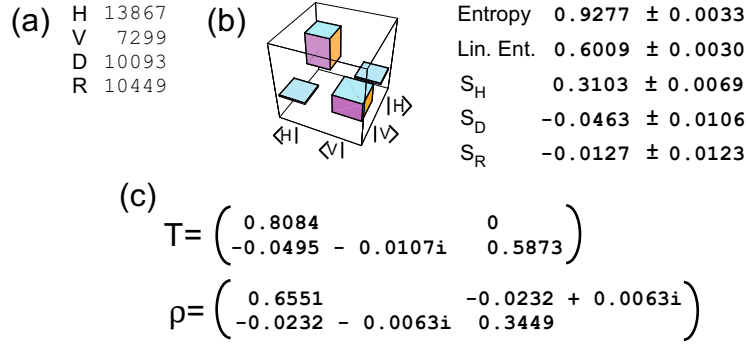 (a)
H 13867
V 7299
D 10093
R 10449
(b)
|H>
<H|
<V|
|V>
Entropy 0.9277 ± 0.0033
Lin. Ent. 0.6009 ± 0.0030
S_H 0.3103 ± 0.0069
S_D -0.0463 ± 0.0106
S_R -0.0127 ± 0.0123
(c)
T= ( 0.8084 0
-0.0495 - 0.0107i 0.5873 )
ρ= ( 0.6551 -0.0232 + 0.0063i
-0.0232 - 0.0063i 0.3449 )